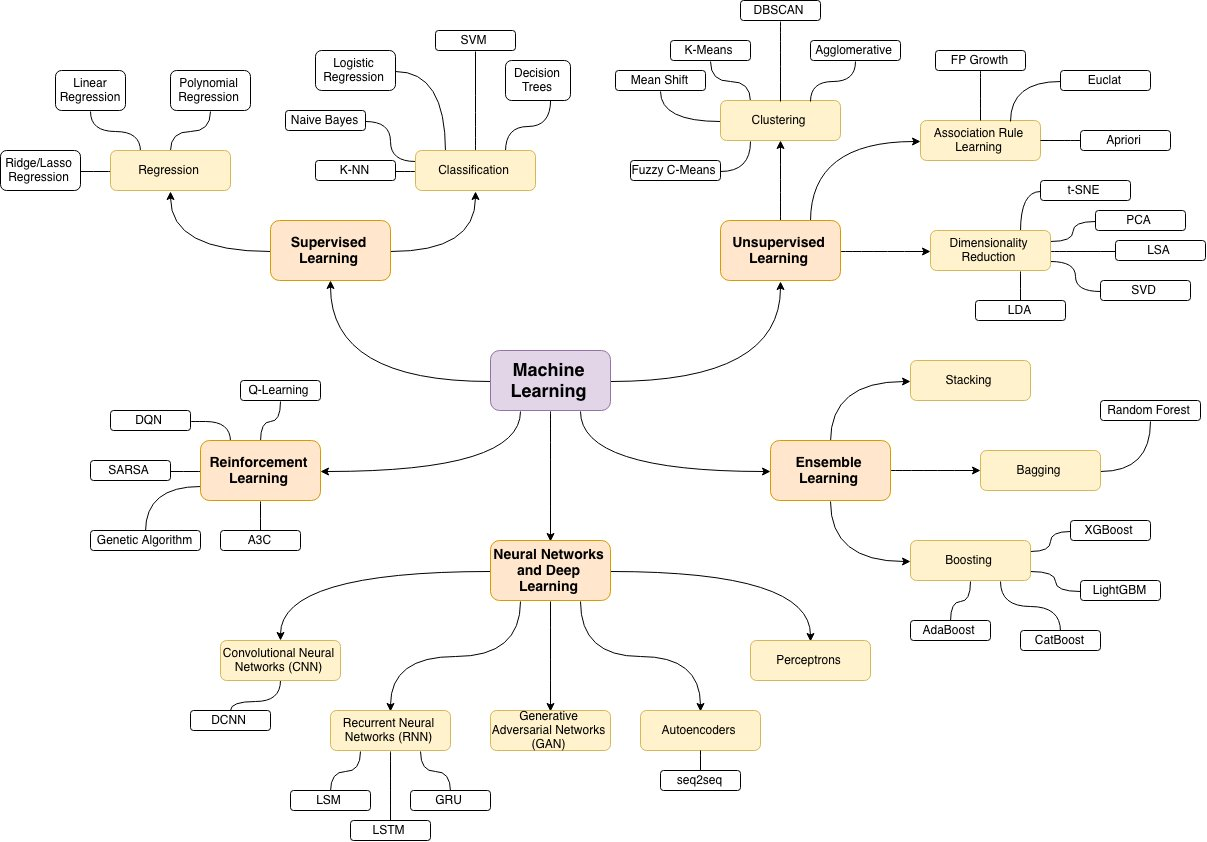 DBSCAN
SVM
K-Means
Agglomerative
Logistic
Regression
FP Growth
Linear
Regression
Polynomial
Regression
Decision
Trees
Mean Shift
Euclat
Naive Bayes
Clustering
Association Rule
Learning
Apriori
Ridge/Lasso
Regression
Regression
K-NN
Classification
Fuzzy C-Means
t-SNE
PCA
Supervised
Learning
Unsupervised
Learning
Dimensionality
Reduction
LSA
SVD
LDA
Machine
Learning
Stacking
Q-Learning
DQN
Random Forest
Reinforcement
Learning
SARSA
Ensemble
Learning
Bagging
Genetic Algorithm
A3C
XGBoost
Neural Networks
and Deep
Learning
Boosting
LightGBM
AdaBoost
CatBoost
Convolutional Neural
Networks (CNN)
Perceptrons
DCNN
Recurrent Neural
Networks (RNN)
Generative
Adversarial Networks
(GAN)
Autoencoders
seq2seq
LSM
GRU
LSTM